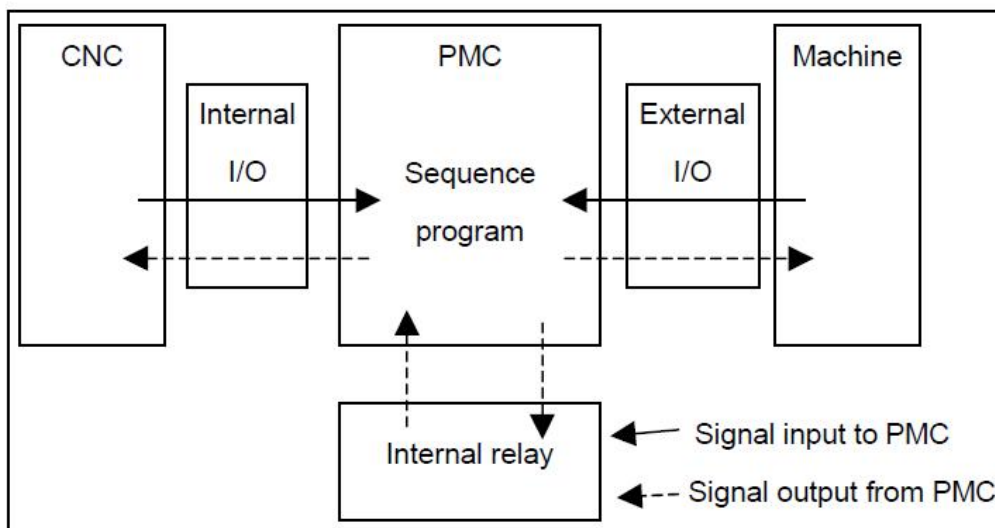 CNC
PMC
Machine
Internal
I/O
External
I/O
Sequence
program
Internal relay
Signal input to PMC
Signal output from PMC